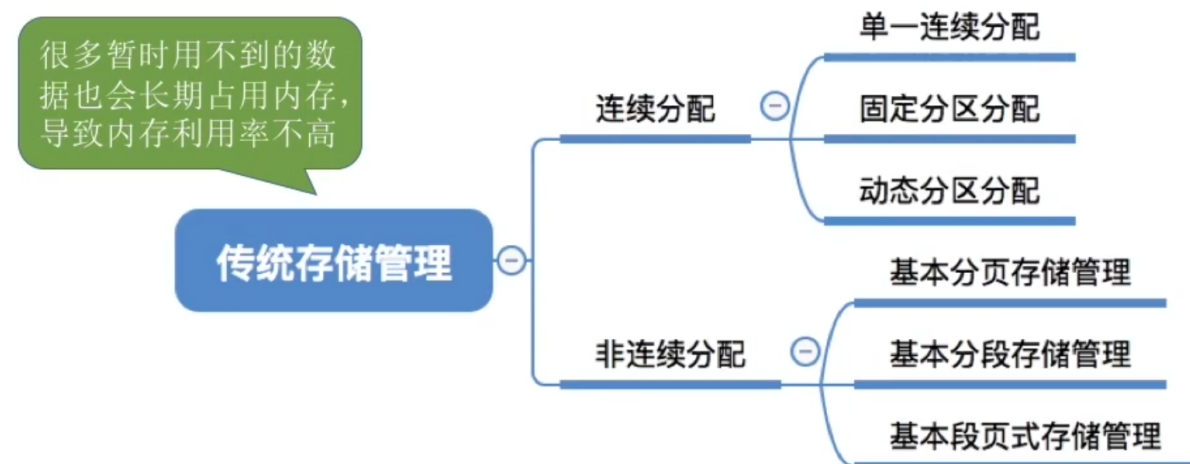 很多暂时用不到的数
据也会长期占用内存，
导致内存利用率不高
传统存储管理
连续分配
单一连续分配
固定分区分配
动态分区分配
非连续分配
基本分页存储管理
基本分段存储管理
基本段页式存储管理